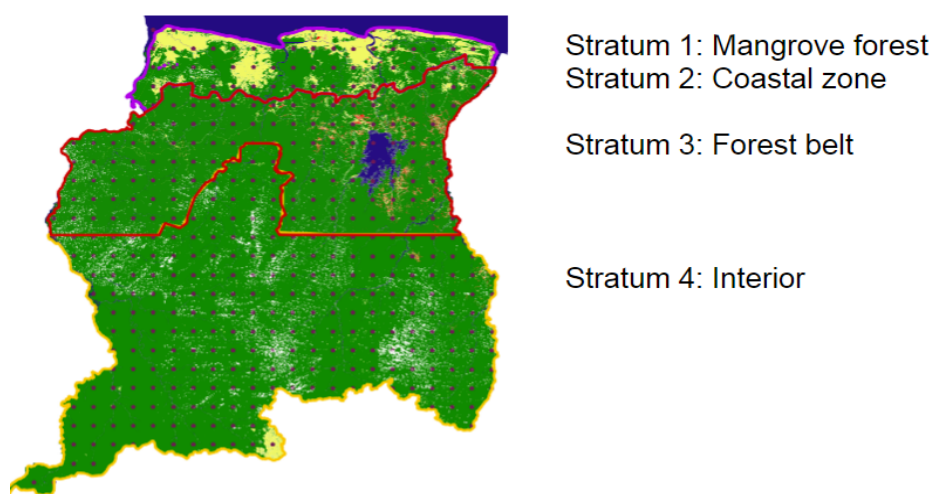 Stratum 1: Mangrove forest
Stratum 2: Coastal zone
Stratum 3: Forest belt
Stratum 4: Interior